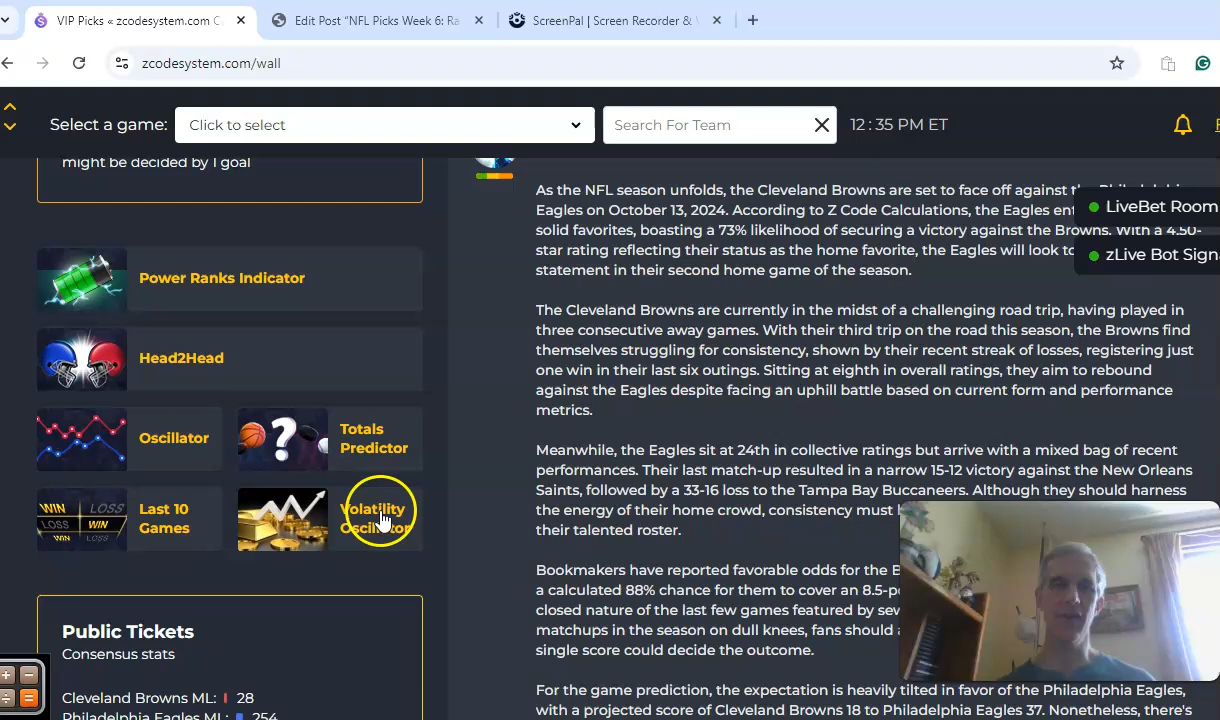 VIP Picks « zcodesystem.com C
Edit Post "NFL Picks Week 6: Ra
ScreenPal | Screen Recorder &
zcodesystem.com/wall
Select a game:
Click to select
Search For Team
12 : 35 PM ET
might be decided by 1 goal
Power Ranks Indicator
Head2Head
Oscillator
Totals
Predictor
WIN LOSS
LOSS WIN
WIN LOSS
Last 10
Games
Volatility
Oscillator
Public Tickets
Consensus stats
Cleveland Browns ML: 28
Philadelphia Eagles ML: 254
As the NFL season unfolds, the Cleveland Browns are set to face off against the Philadelphia
Eagles on October 13, 2024. According to Z Code Calculations, the Eagles ent
solid favorites, boasting a 73% likelihood of securing a victory against the Browns. With a 4.50-
star rating reflecting their status as the home favorite, the Eagles will look to
statement in their second home game of the season.
The Cleveland Browns are currently in the midst of a challenging road trip, having played in
three consecutive away games. With their third trip on the road this season, the Browns find
themselves struggling for consistency, shown by their recent streak of losses, registering just
one win in their last six outings. Sitting at eighth in overall ratings, they aim to rebound
against the Eagles despite facing an uphill battle based on current form and performance
metrics.
Meanwhile, the Eagles sit at 24th in collective ratings but arrive with a mixed bag of recent
performances. Their last match-up resulted in a narrow 15-12 victory against the New Orleans
Saints, followed by a 33-16 loss to the Tampa Bay Buccaneers. Although they should harness
the energy of their home crowd, consistency must
their talented roster.
Bookmakers have reported favorable odds for the B
a calculated 88% chance for them to cover an 8.5-p
closed nature of the last few games featured by sev
matchups in the season on dull knees, fans should a
single score could decide the outcome.
For the game prediction, the expectation is heavily tilted in favor of the Philadelphia Eagles,
with a projected score of Cleveland Browns 18 to Philadelphia Eagles 37. Nonetheless, there's
LiveBet Room
zLive Bot Signa